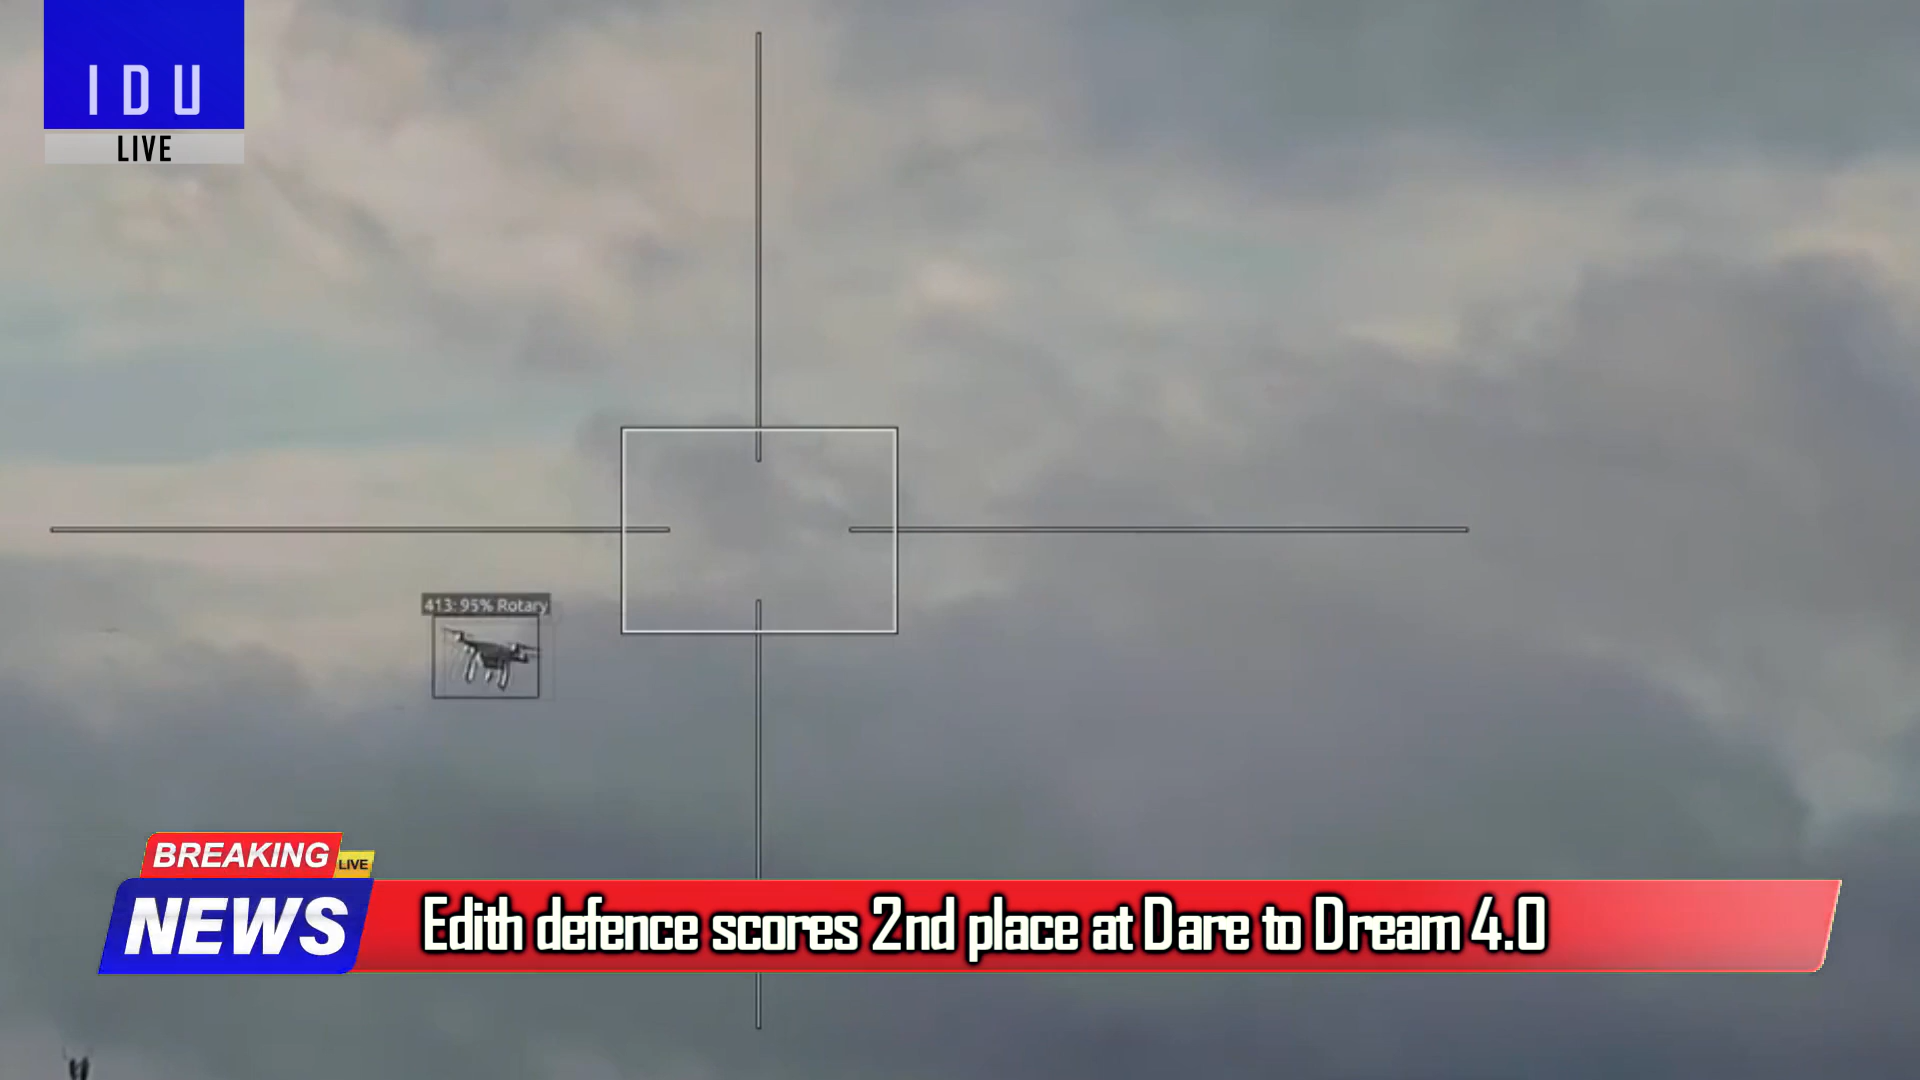 IDU
LIVE
413: 95% Rotary
BREAKING
LIVE
NEWS
Edith defence scores 2nd place at Dare to Dream 4.0